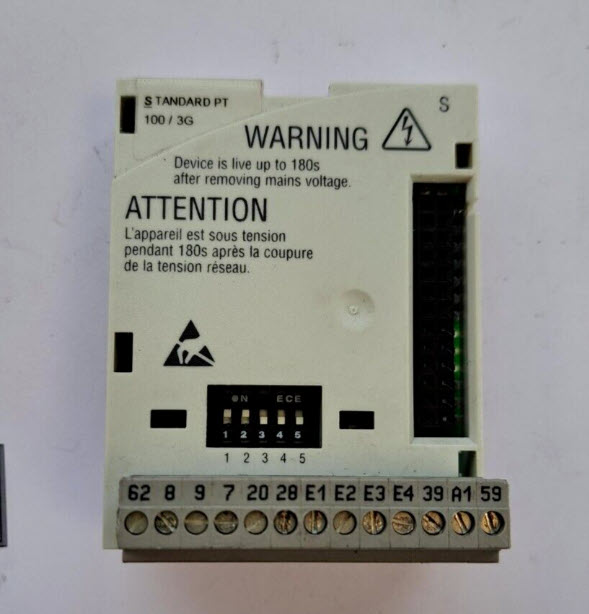 STANDARD PT
100 / 3G
S
WARNING
Device is live up to 180s
after removing mains voltage.
ATTENTION
L'appareil est sous tension
pendant 180s après la coupure
de la tension réseau.
ON ECE
1 2 3 4 5
1 2 3 4 5
62 8 9 7 20 28 E1 E2 E3 E4 39 A1 59